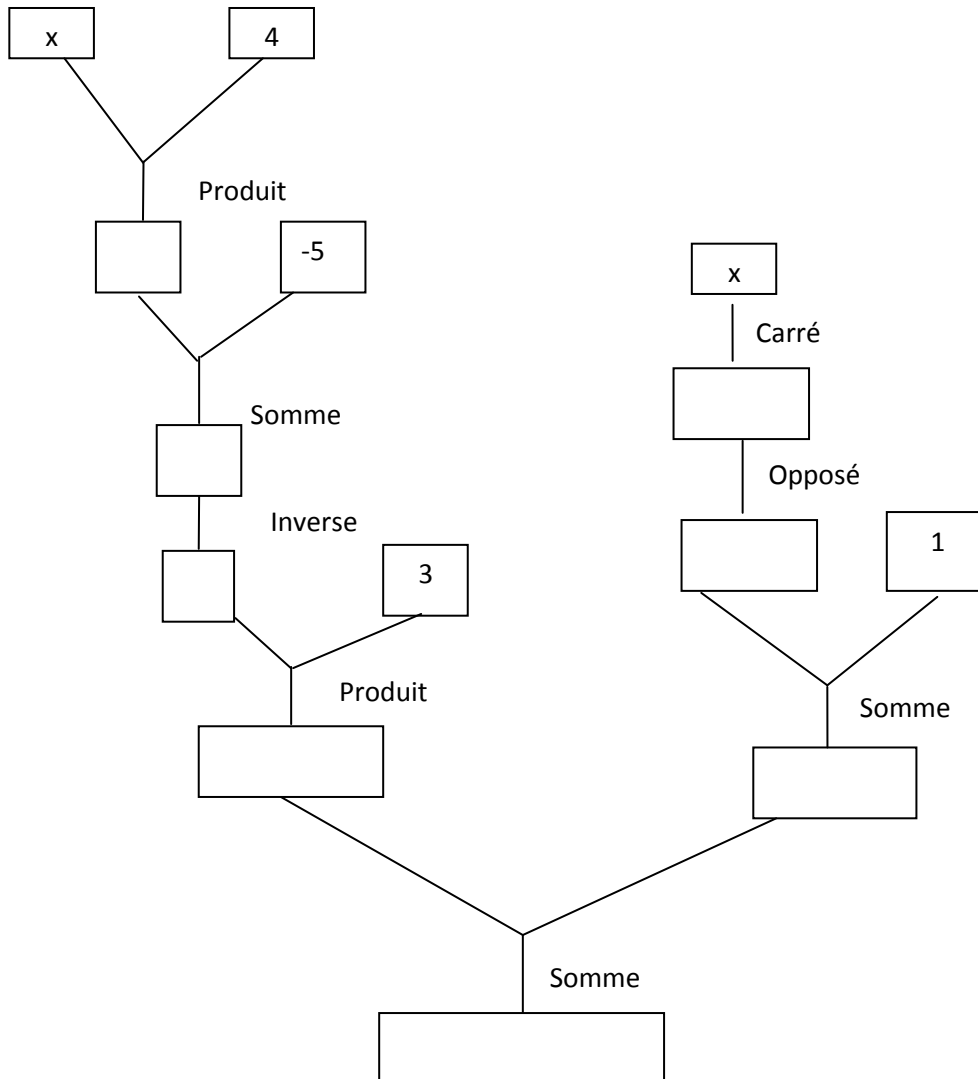 x
4
Produit
-5
x
Carré
Somme
Opposé
Inverse
3
1
Produit
Somme
Somme